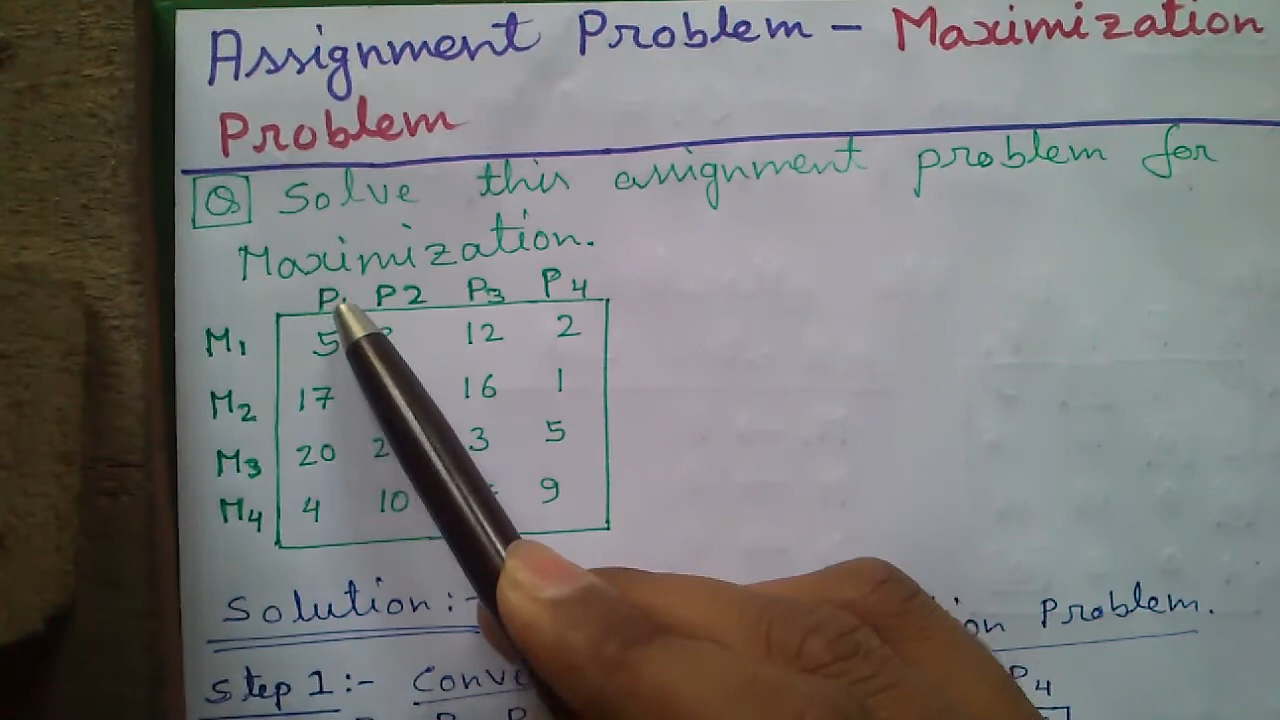 Assignment Problem - Maximization
Problem
Q Solve this assignment problem for
Maximization.
P2 P3 P4
M1 5 12 2
M2 17 16 1
M3 20 3 5
M4 4 10 9
Solution:- Problem.
Step 1:- P4